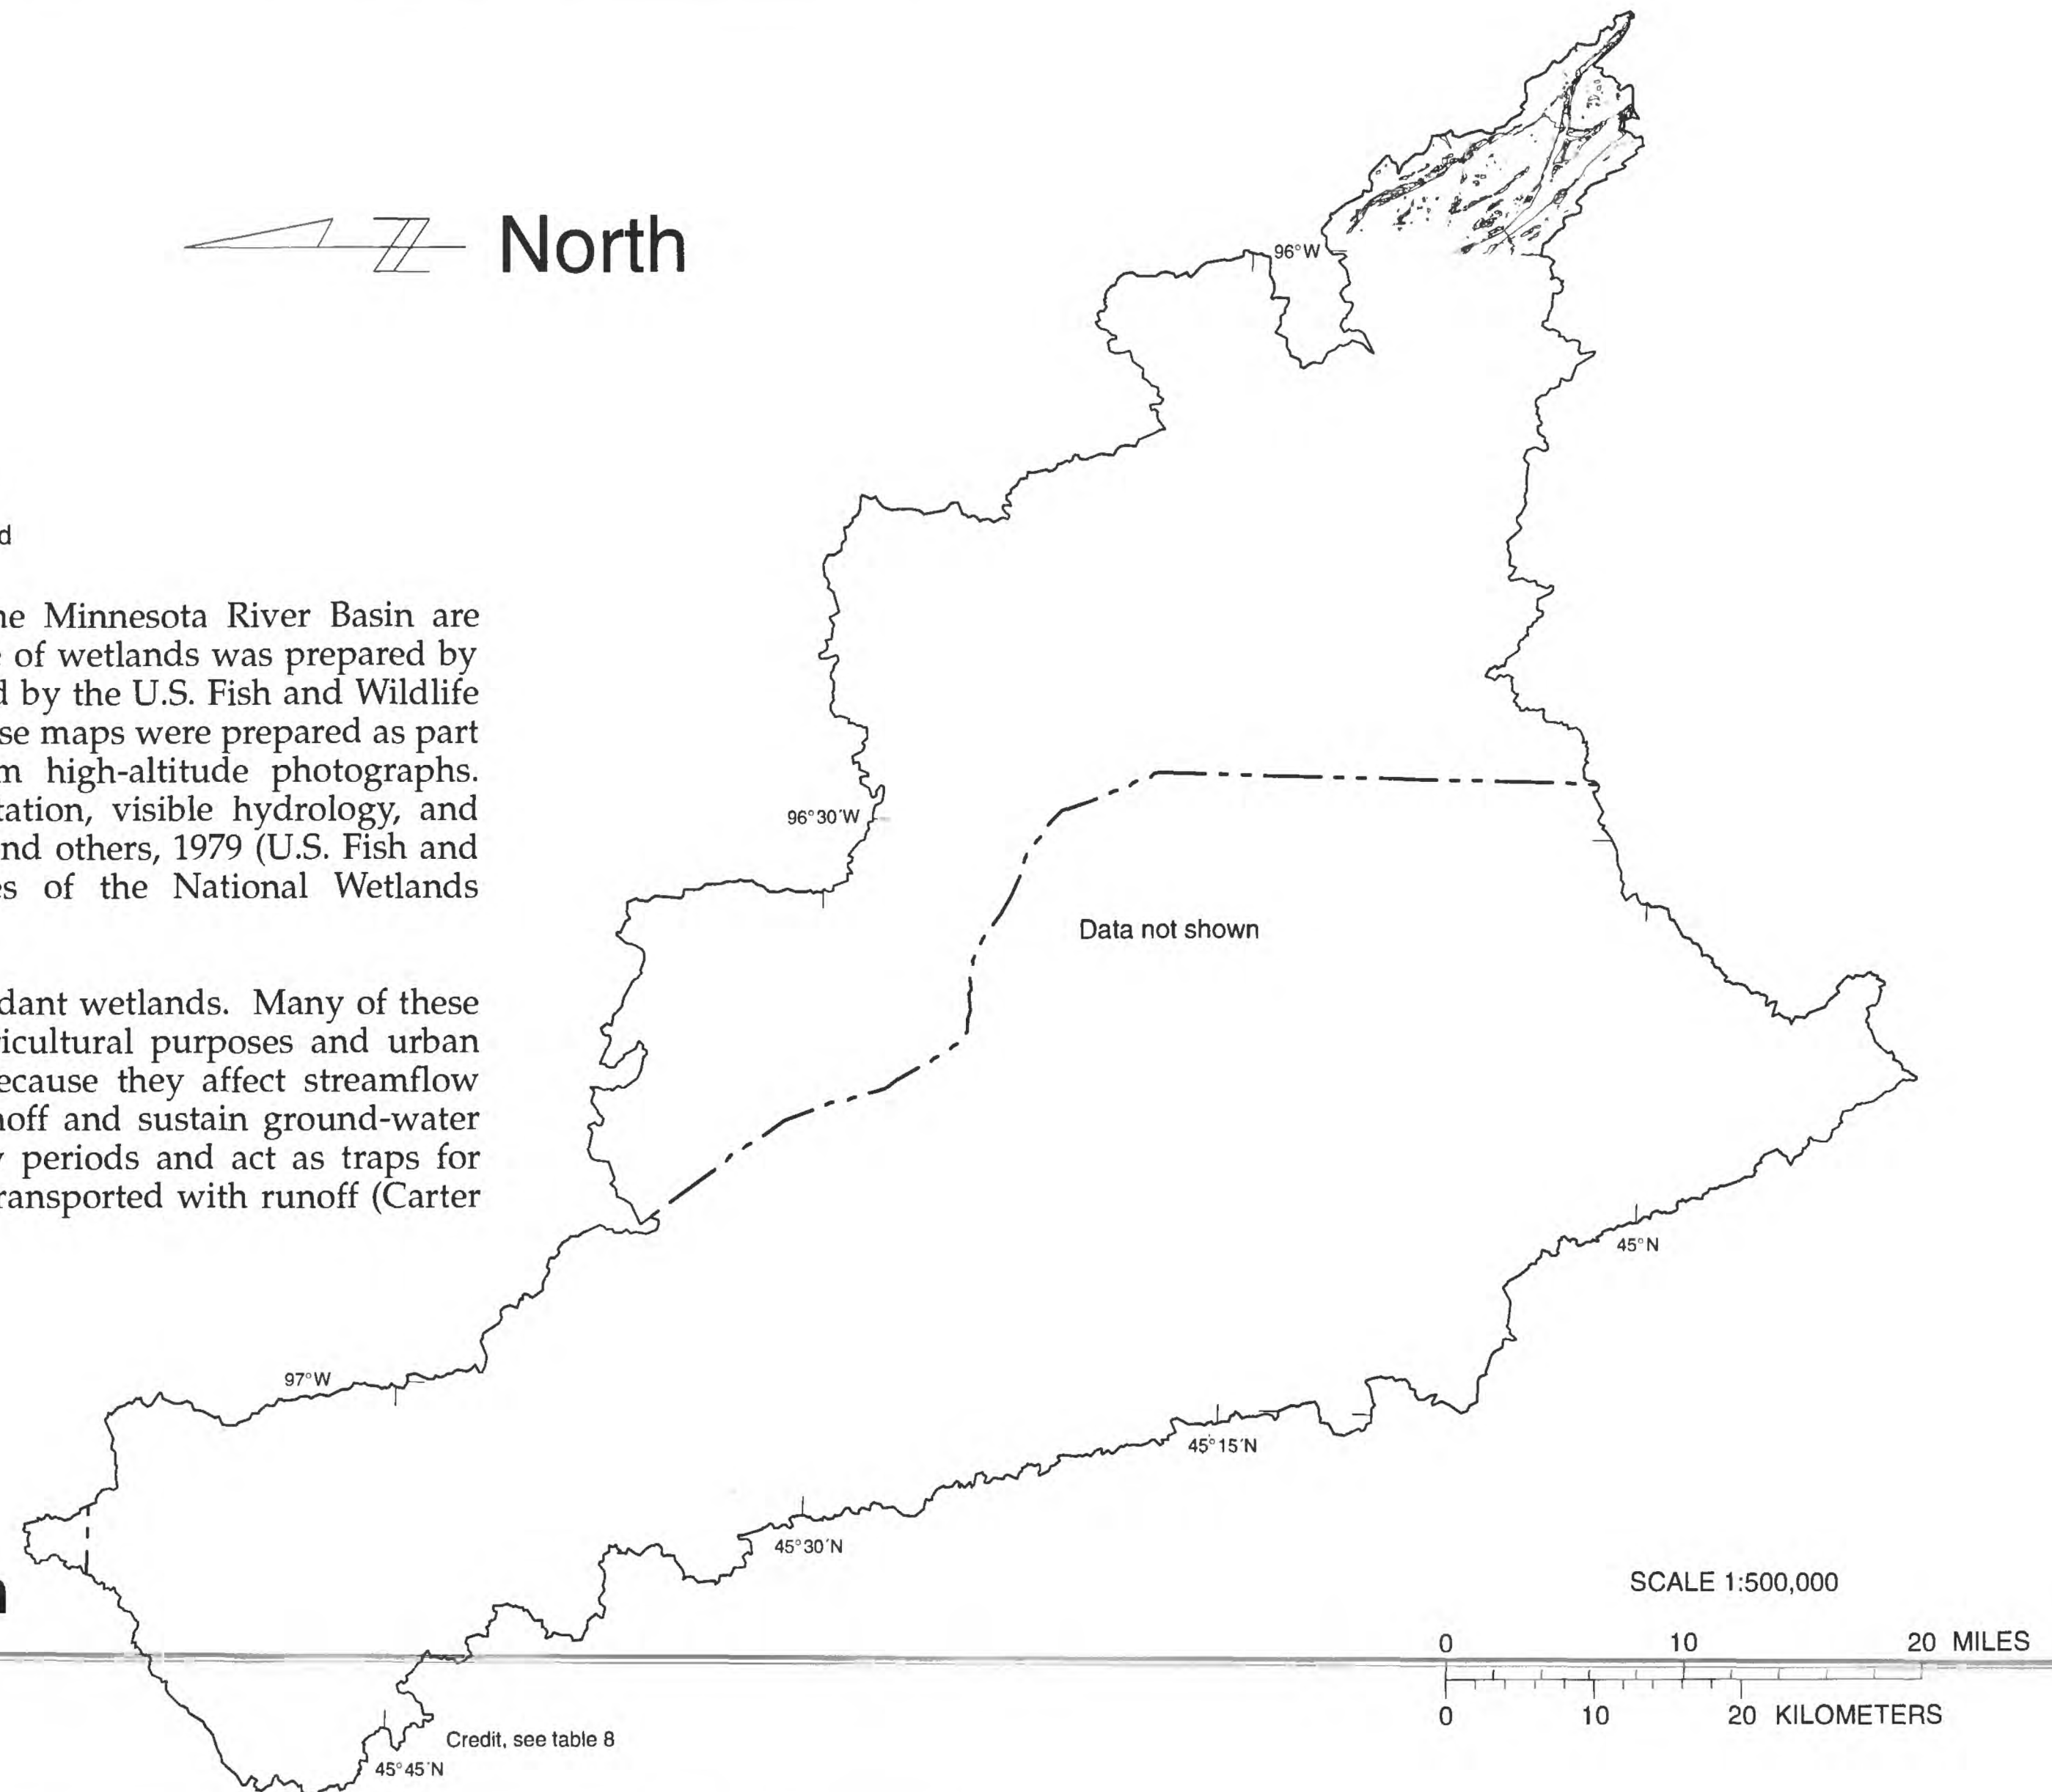 North
96°W
d
ne Minnesota River Basin are
of wetlands was prepared by
d by the U.S. Fish and Wildlife
se maps were prepared as part
m high-altitude photographs.
tation, visible hydrology, and
nd others, 1979 (U.S. Fish and
es of the National Wetlands
dant wetlands. Many of these
ricultural purposes and urban
ecause they affect streamflow
noff and sustain ground-water
y periods and act as traps for
ransported with runoff (Carter
96°30'W
Data not shown
45°N
97°W
45°15'N
45°30'N
SCALE 1:500,000
0 10 20 MILES
0 10 20 KILOMETERS
Credit, see table 8
45°45'N